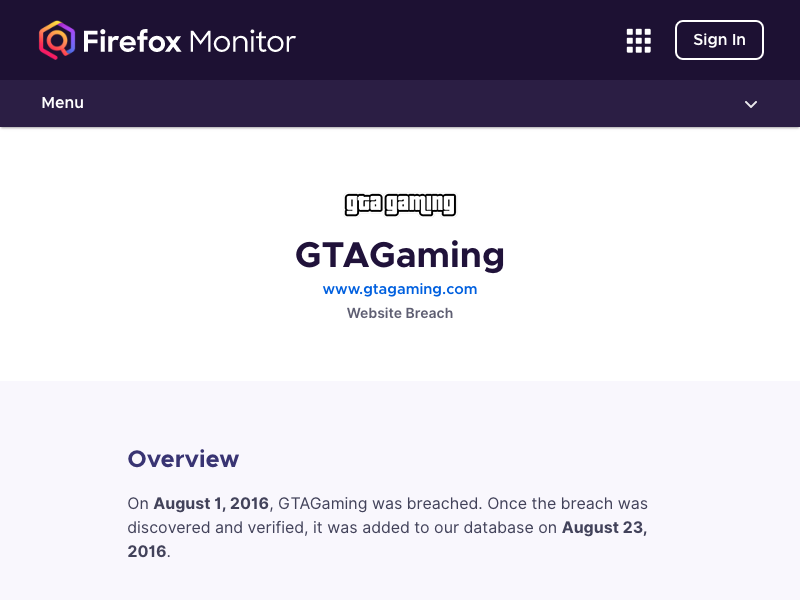 Firefox Monitor
Sign In
Menu
gta gaming
GTAGaming
www.gtagaming.com
Website Breach
Overview
On August 1, 2016, GTAGaming was breached. Once the breach was
discovered and verified, it was added to our database on August 23,
2016.